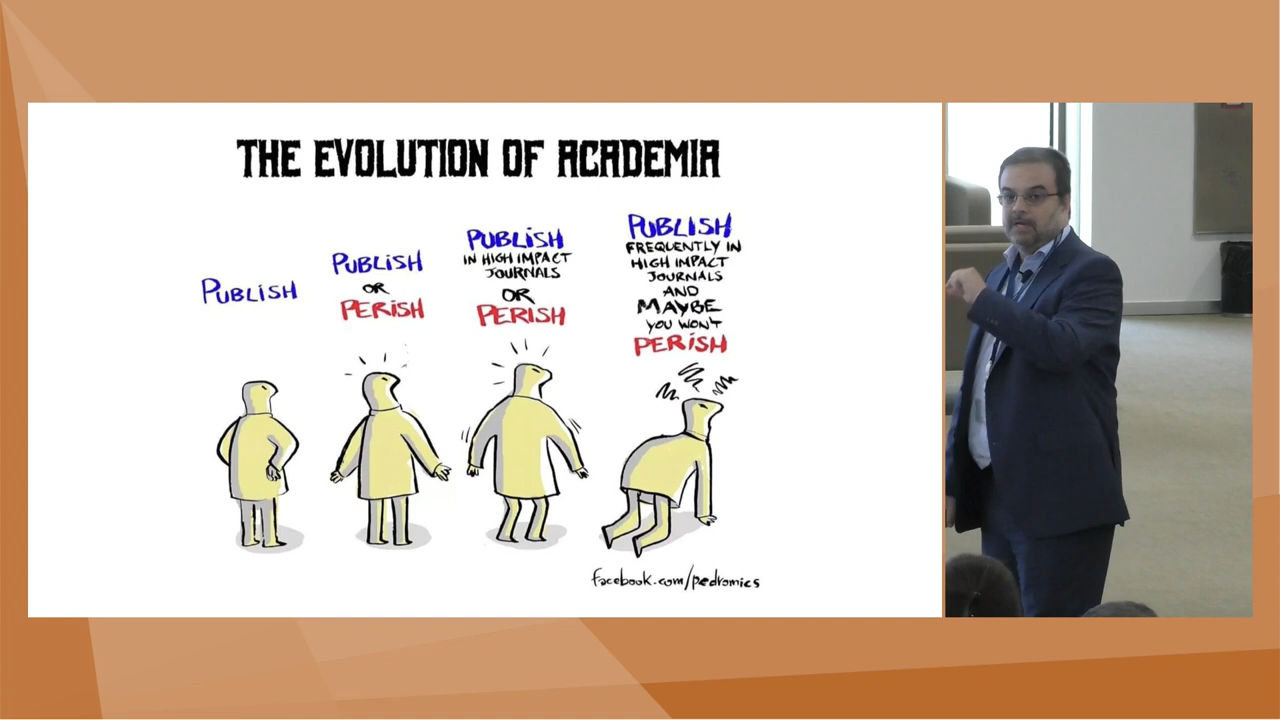 THE EVOLUTION OF ACADEMIA
PUBLISH
PUBLISH
OR
PERISH
PUBLISH
IN HIGH IMPACT
JOURNALS
OR
PERISH
PUBLISH
FREQUENTLY IN
HIGH IMPACT
JOURNALS
AND
MAYBE
YOU WON'T
PERISH
facebook.com/pedromics